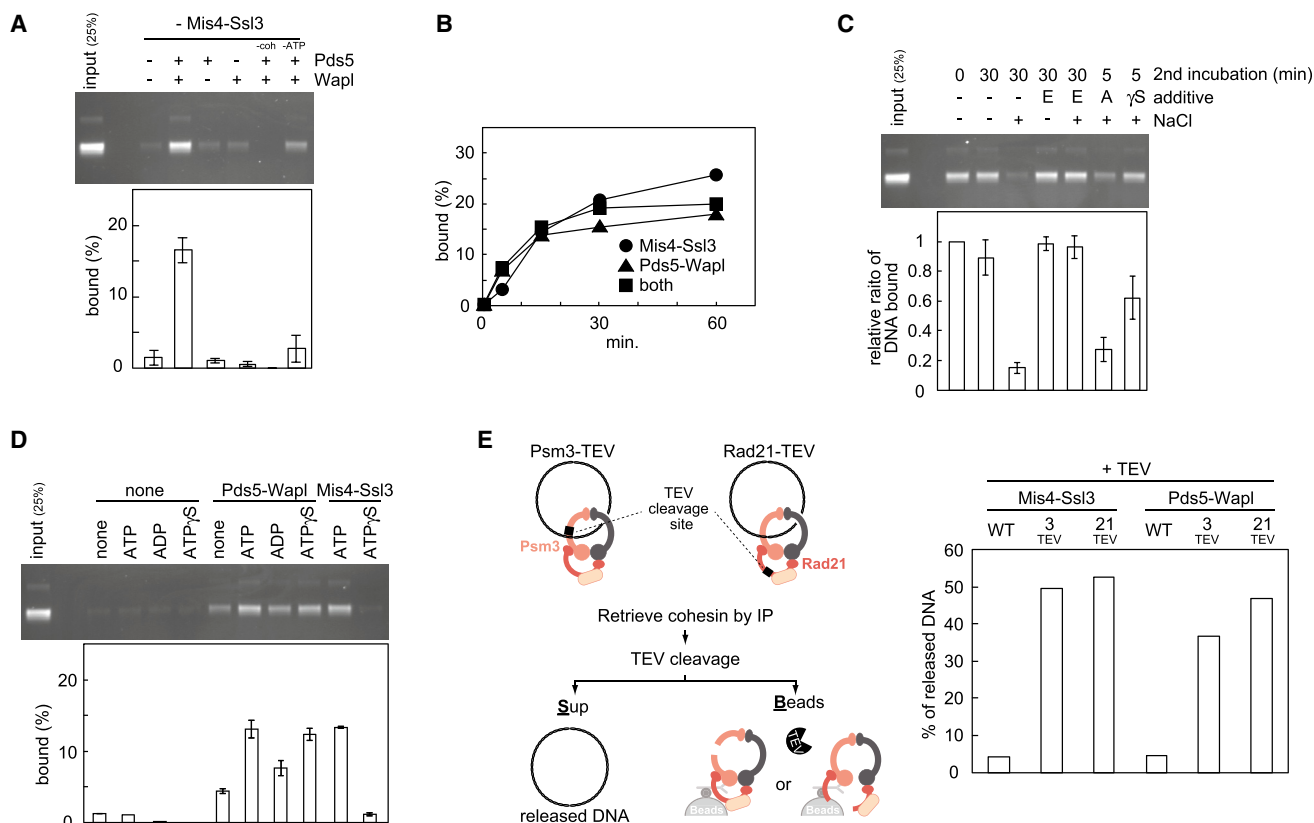 A
- Mis4-Ssl3
input (25%)
-coh -ATP
- + + - + + Pds5
- + - + + + Wapl
bound (%)
20
10
0
B
bound (%)
30
20
10
0
0 30 60
min.
Mis4-Ssl3
Pds5-Wapl
both
C
input (25%)
0 30 30 30 30 5 5 2nd incubation (min)
- - - E E A γS additive
- - + - + + + NaCl
relative raito of
DNA bound
1
0.8
0.6
0.4
0.2
0
D
input (25%)
none Pds5-Wapl Mis4-Ssl3
none ATP ADP ATPγS none ATP ADP ATPγS ATP ATPγS
bound (%)
20
10
0
E
Psm3-TEV Rad21-TEV
TEV
cleavage
site
Psm3
Rad21
Retrieve cohesin by IP
TEV cleavage
Sup Beads
TEV
or
Beads Beads
released DNA
+ TEV
Mis4-Ssl3 Pds5-Wapl
WT 3 TEV 21 TEV WT 3 TEV 21 TEV
% of released DNA
60
50
40
30
20
10
0